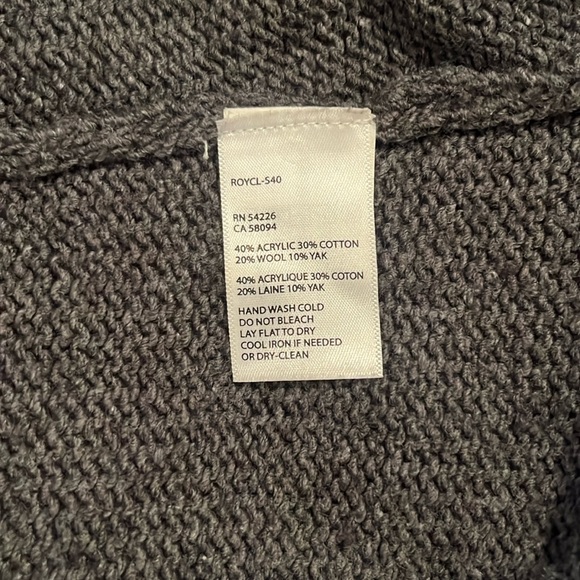 ROYCL-540
RN 54226
CA 58094
40% ACRYLIC 30% COTTON
20% WOOL 10% YAK
40% ACRYLIQUE 30% COTON
20% LAINE 10% YAK
HAND WASH COLD
DO NOT BLEACH
LAY FLAT TO DRY
COOL IRON IF NEEDED
OR DRY-CLEAN